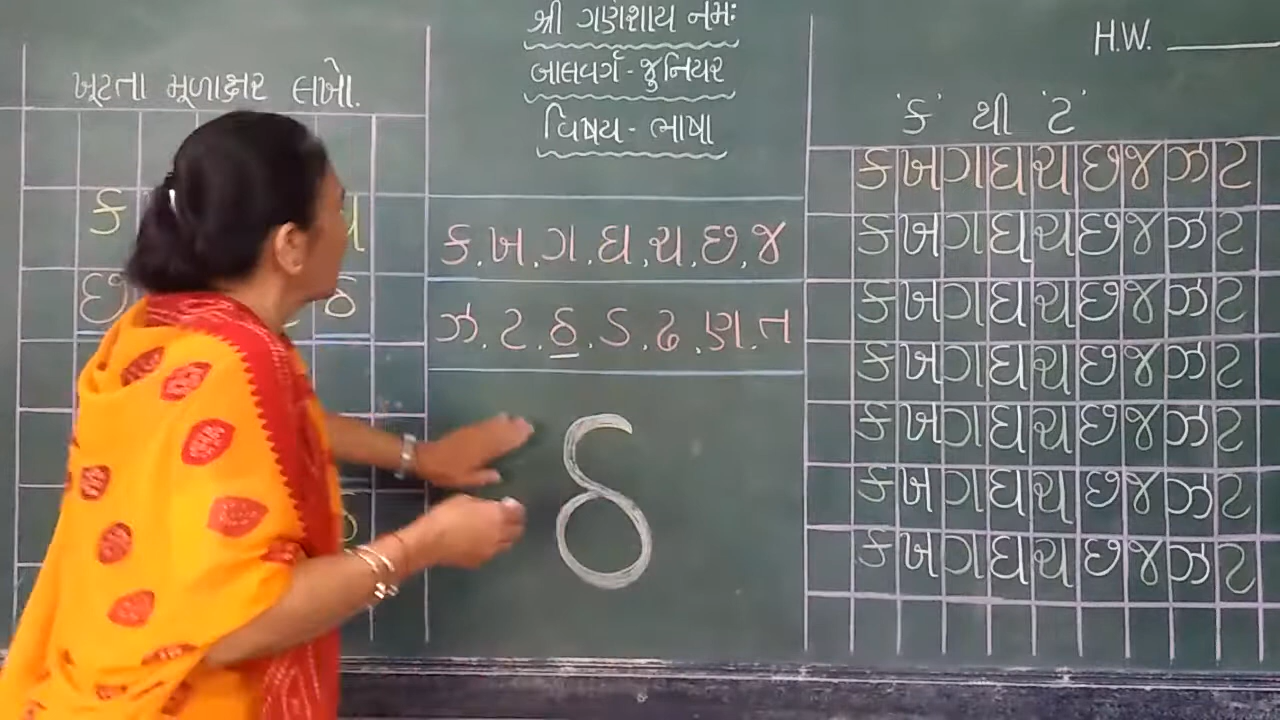 ખૂટતા મૂળાક્ષર લખો.
ક
છ ઠ
શ્રી ગણેશાય નમઃ
બાલવર્ગ - જુનિયર
વિષય - ભાષા
ક. ખ. ગ. ઘ. ચ. છ. જ
ઝ. ટ. ઠ. ડ. ઢ. ણ. ત
ઠ
H.W.
'ક' થી 'ટ'
ક ખ ગ ઘ ચ છ જ ઝ ટ
ક ખ ગ ઘ ચ છ જ ઝ ટ
ક ખ ગ ઘ ચ છ જ ઝ ટ
ક ખ ગ ઘ ચ છ જ ઝ ટ
ક ખ ગ ઘ ચ છ જ ઝ ટ
ક ખ ગ ઘ ચ છ જ ઝ ટ
ક ખ ગ ઘ ચ છ જ ઝ ટ